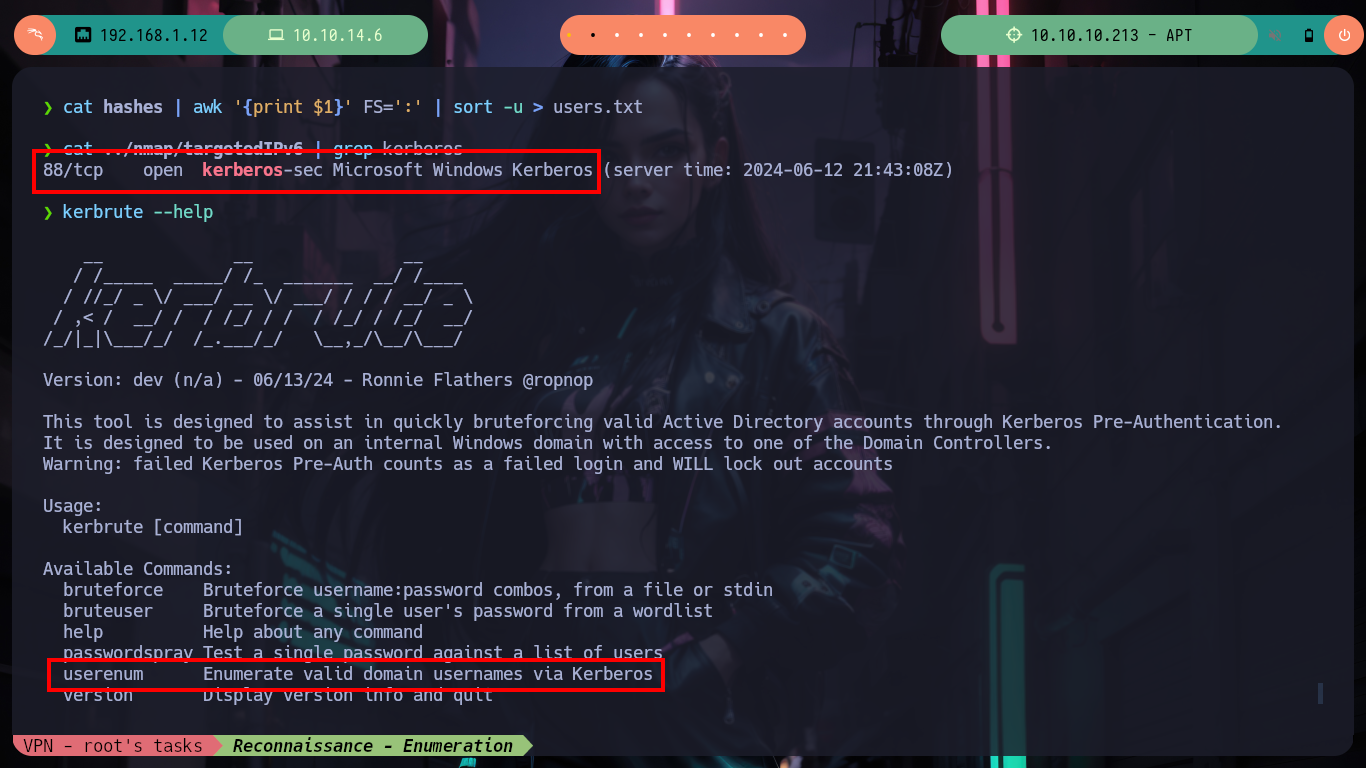 192.168.1.12 10.10.14.6 10.10.10.213 - APT
❯ cat hashes | awk '{print $1}' FS=':' | sort -u > users.txt
❯ cat ../nmap/targetedIPv6 | grep kerberos
88/tcp open kerberos-sec Microsoft Windows Kerberos (server time: 2024-06-12 21:43:08Z)
❯ kerbrute --help
    __             __               __
   / /_____  _____/ /_  _______  __/ /____
  / //_/ _ \/ ___/ __ \/ ___/ / / / __/ _ \
 / ,< /  __/ /  / /_/ / /  / /_/ / /_/  __/
/_/|_|\___/_/  /_.___/_/   \__,_/\__/\___/
Version: dev (n/a) - 06/13/24 - Ronnie Flathers @ropnop
This tool is designed to assist in quickly bruteforcing valid Active Directory accounts through Kerberos Pre-Authentication.
It is designed to be used on an internal Windows domain with access to one of the Domain Controllers.
Warning: failed Kerberos Pre-Auth counts as a failed login and WILL lock out accounts
Usage:
  kerbrute [command]
Available Commands:
  bruteforce    Bruteforce username:password combos, from a file or stdin
  bruteuser     Bruteforce a single user's password from a wordlist
  help          Help about any command
  passwordspray Test a single password against a list of users
  userenum      Enumerate valid domain usernames via Kerberos
  version       Display version info and quit
VPN - root's tasks Reconnaissance - Enumeration